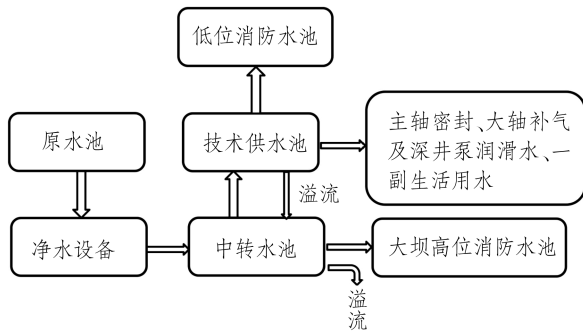 低位消防水池
原水池
技术供水池
主轴密封、大轴补气
及深井泵润滑水、一
副生活用水
溢流
净水设备
中转水池
大坝高位消防水池
溢
流